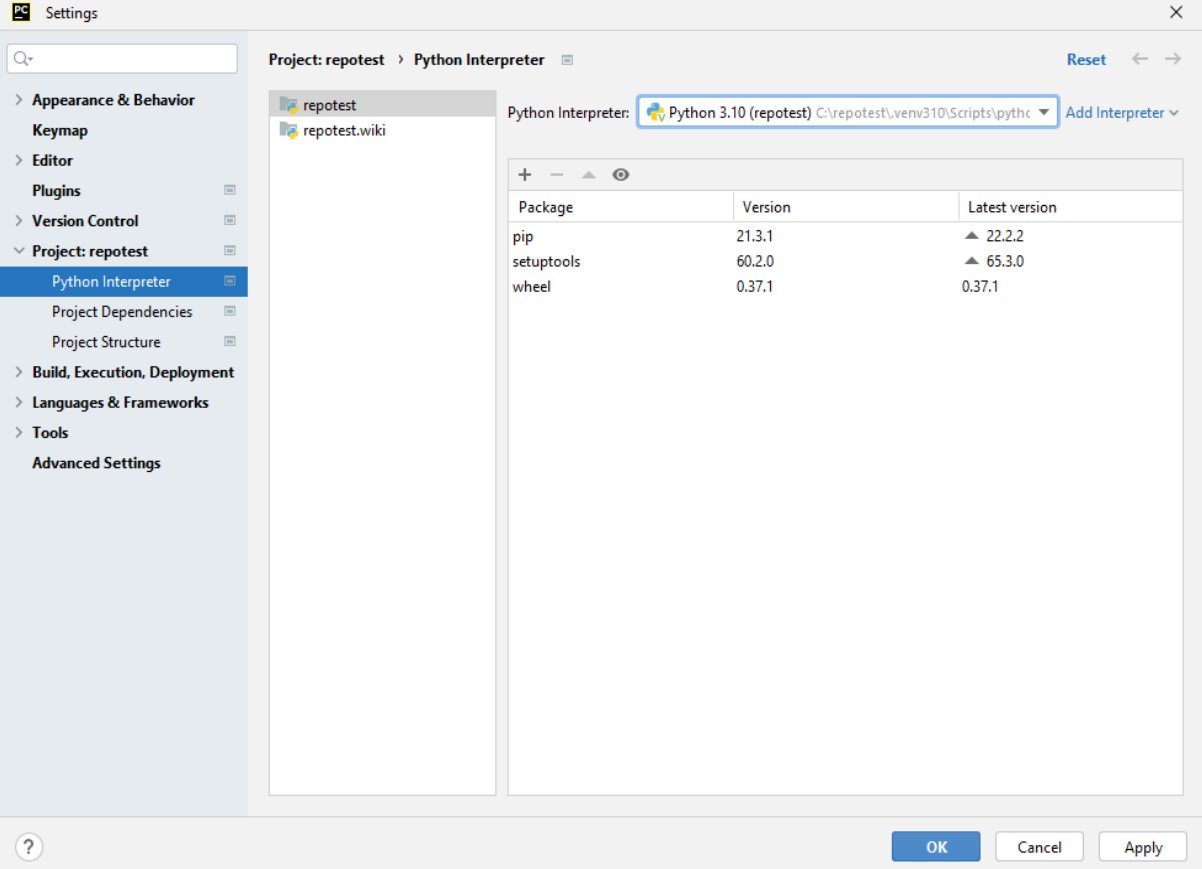 PC Settings
Project: repotest > Python Interpreter Reset
Appearance & Behavior
Keymap
Editor
Plugins
Version Control
Project: repotest
Python Interpreter
Project Dependencies
Project Structure
Build, Execution, Deployment
Languages & Frameworks
Tools
Advanced Settings
repotest
repotest.wiki
Python Interpreter: Python 3.10 (repotest) C:\repotest\.venv310\Scripts\pythc Add Interpreter
Package Version Latest version
pip 21.3.1 22.2.2
setuptools 60.2.0 65.3.0
wheel 0.37.1 0.37.1
? OK Cancel Apply